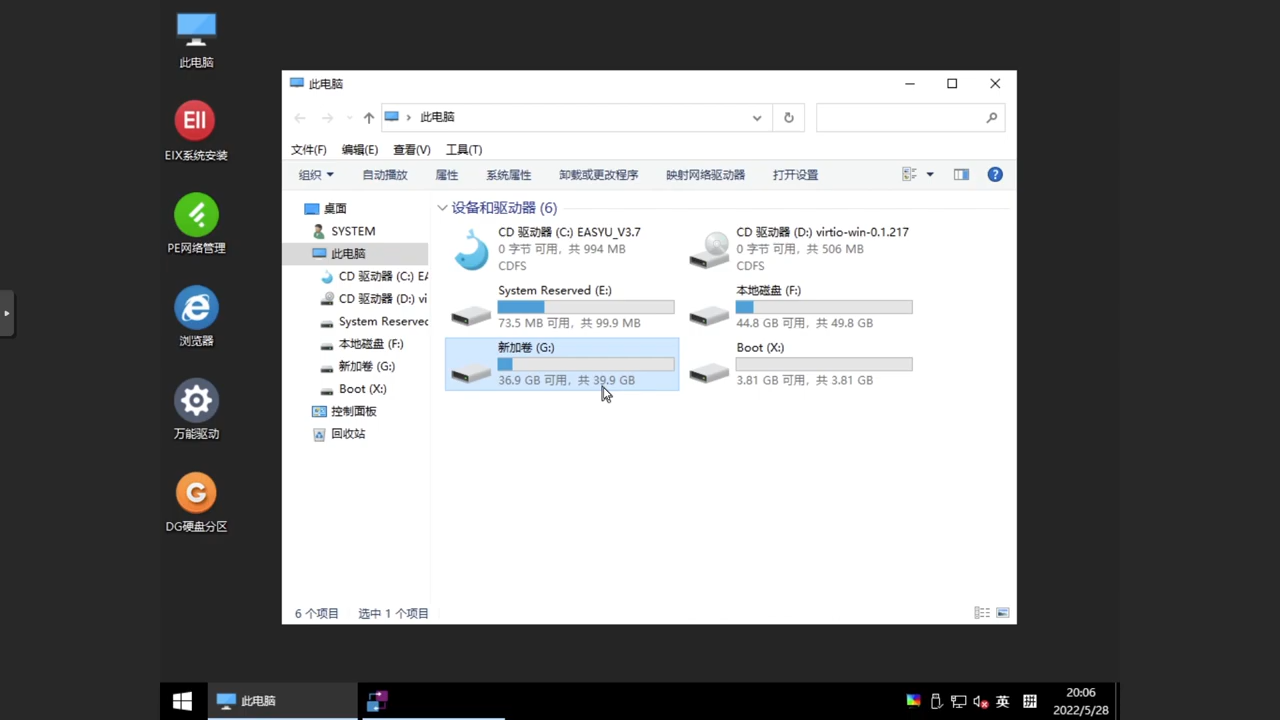 此电脑
EIX系统安装
PE网络管理
浏览器
万能驱动
DG硬盘分区
此电脑
此电脑
文件(F) 编辑(E) 查看(V) 工具(T)
组织 自动播放 属性 系统属性 卸载或更改程序 映射网络驱动器 打开设置
桌面
SYSTEM
此电脑
CD 驱动器 (C:) EA
CD 驱动器 (D:) vi
System Reserved
本地磁盘 (F:)
新加卷 (G:)
Boot (X:)
控制面板
回收站
设备和驱动器 (6)
CD 驱动器 (C:) EASYU_V3.7
0 字节 可用，共 994 MB
CDFS
CD 驱动器 (D:) virtio-win-0.1.217
0 字节 可用，共 506 MB
CDFS
System Reserved (E:)
73.5 MB 可用，共 99.9 MB
本地磁盘 (F:)
44.8 GB 可用，共 49.8 GB
新加卷 (G:)
36.9 GB 可用，共 39.9 GB
Boot (X:)
3.81 GB 可用，共 3.81 GB
6 个项目 选中 1 个项目
此电脑
英 拼
20:06
2022/5/28